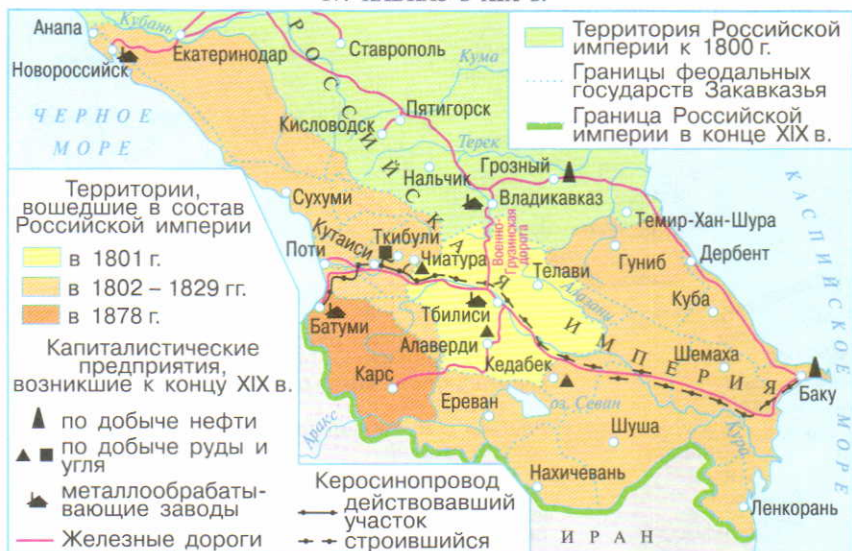 Анапа
Кубань
Новороссийск
Екатеринодар
Ставрополь
Кума
Пятигорск
Кисловодск
Терек
Грозный
Нальчик
Владикавказ
РОССИЙСКАЯ
ИМПЕРИЯ
ЧЕРНОЕ
МОРЕ
КАСПИЙСКОЕ МОРЕ
Сухуми
Поти
Кутаиси
Ткибули
Чиатура
Военно-
Грузинская
дорога
Темир-Хан-Шура
Дербент
Гуниб
Телави
Алазани
Куба
Батуми
Тбилиси
Алаверди
Шемаха
Карс
Кедабек
Баку
Ереван
оз. Севан
Аракс
Шуша
Кура
Нахичевань
Ленкорань
ИРАН
Территория Российской
империи к 1800 г.
Границы феодальных
государств Закавказья
Граница Российской
империи в конце XIX в.
Территории,
вошедшие в состав
Российской империи
в 1801 г.
в 1802 – 1829 гг.
в 1878 г.
Капиталистические
предприятия,
возникшие к концу XIX в.
по добыче нефти
по добыче руды и
угля
металлообрабаты-
вающие заводы
Железные дороги
Керосинопровод
действовавший
участок
строившийся